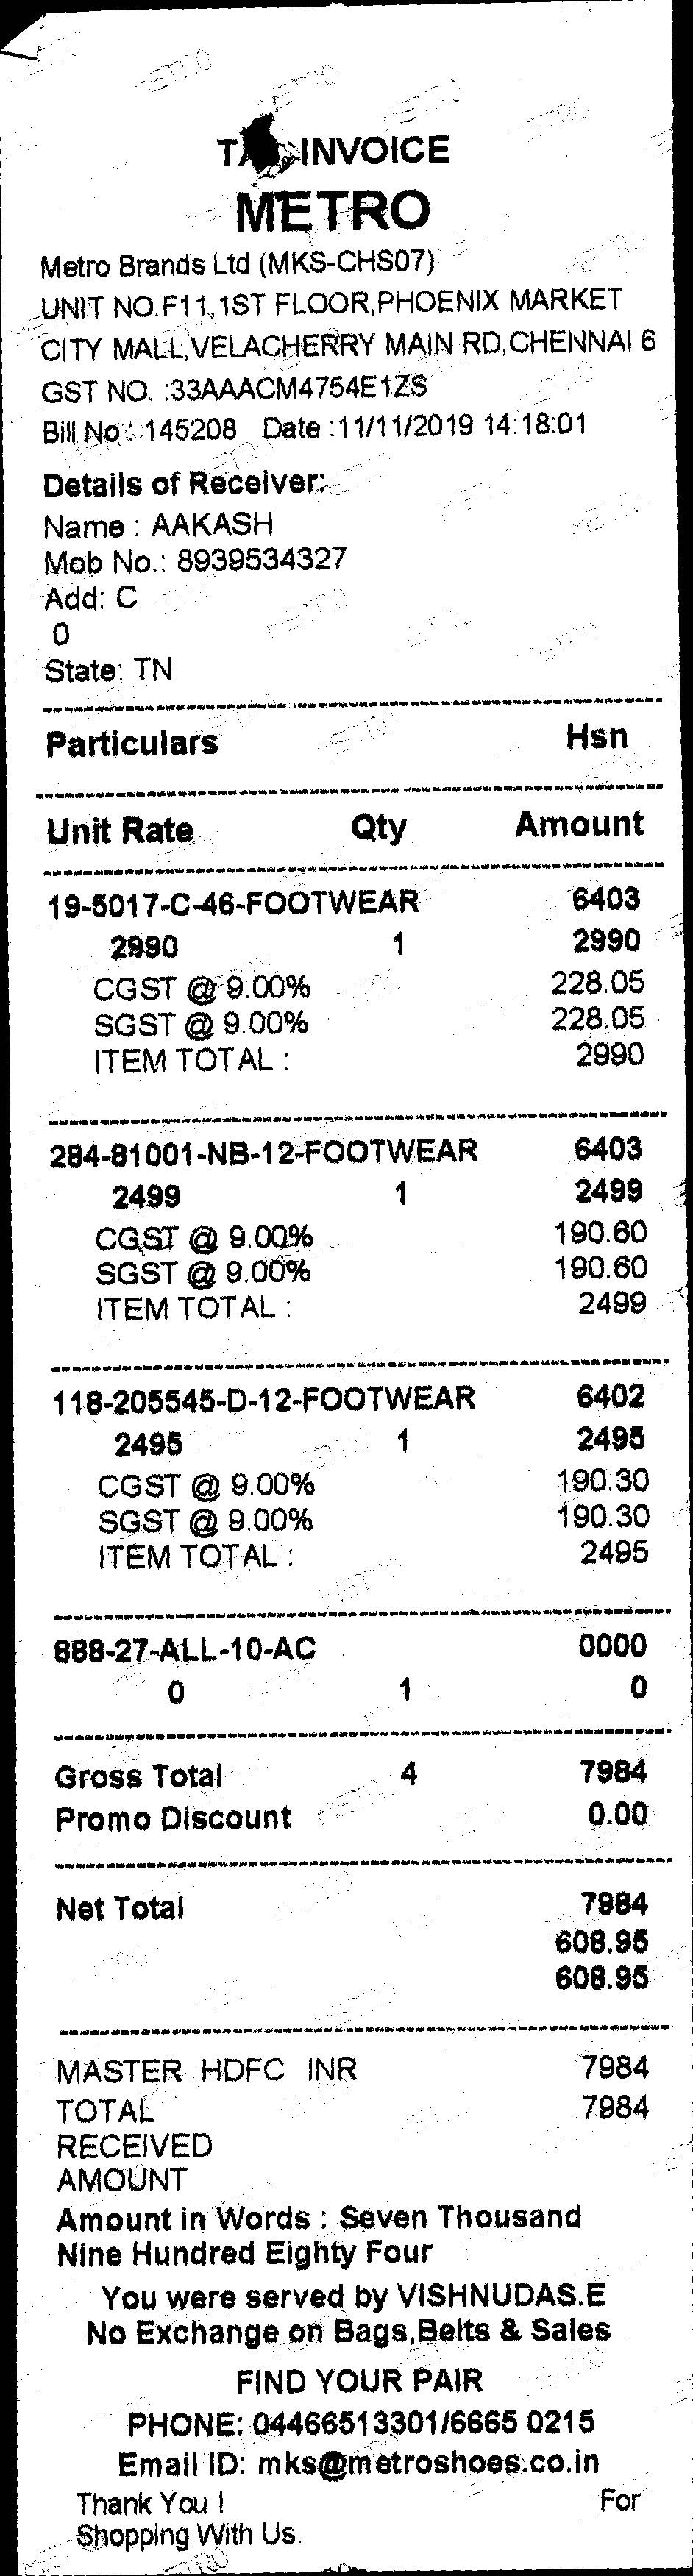 INVOICE
METRO
Metro Brands Ltd (MKS-CHS07)
UNIT NO.F11,1ST FLOOR,PHOENIX MARKET
CITY MALL,VELACHERRY MAIN RD,CHENNAI 6
GST NO. :33AAACM4754E1ZS
Bill No : 145208 Date :11/11/2019 14:18:01
Details of Receiver:
Name : AAKASH
Mob No.: 8939534327
Add: C
0
State: TN
Particulars Hsn
Unit Rate Qty Amount
19-5017-C-46-FOOTWEAR 6403
2990 1 2990
CGST @ 9.00% 228.05
SGST @ 9.00% 228.05
ITEM TOTAL : 2990
284-81001-NB-12-FOOTWEAR 6403
2499 1 2499
CGST @ 9.00% 190.60
SGST @ 9.00% 190.60
ITEM TOTAL : 2499
118-205545-D-12-FOOTWEAR 6402
2495 1 2495
CGST @ 9.00% 190.30
SGST @ 9.00% 190.30
ITEM TOTAL : 2495
888-27-ALL-10-AC 0000
0 1 0
Gross Total 4 7984
Promo Discount 0.00
Net Total 7984
608.95
608.95
MASTER HDFC INR 7984
TOTAL 7984
RECEIVED
AMOUNT
Amount in Words : Seven Thousand
Nine Hundred Eighty Four
You were served by VISHNUDAS.E
No Exchange on Bags,Belts & Sales
FIND YOUR PAIR
PHONE: 04466513301/6665 0215
Email ID: mks@metroshoes.co.in
Thank You ! For
Shopping With Us.